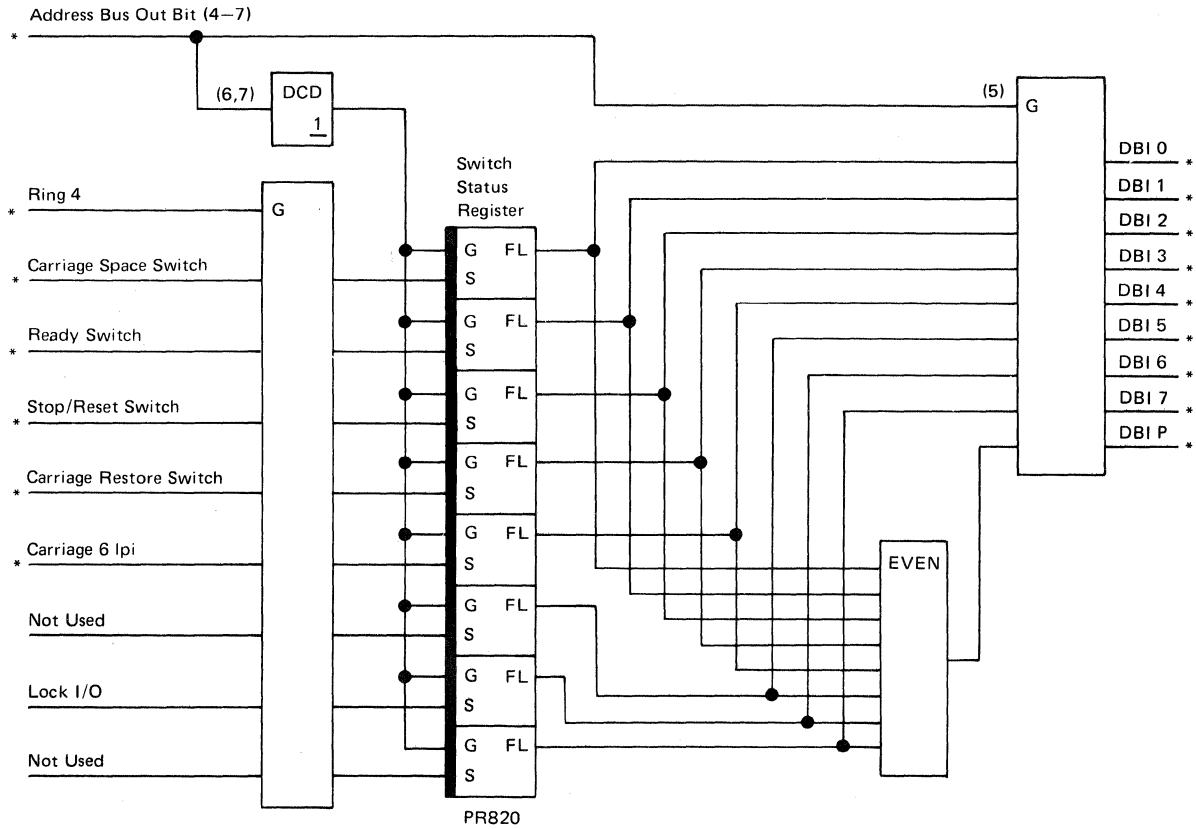 Address Bus Out Bit (4–7)
*
(6,7)
DCD
1
(5)
G
Switch
Status
Register
DBI 0 *
DBI 1 *
DBI 2 *
DBI 3 *
DBI 4 *
DBI 5 *
DBI 6 *
DBI 7 *
DBI P *
Ring 4
*
G
Carriage Space Switch
*
Ready Switch
*
Stop/Reset Switch
*
Carriage Restore Switch
*
Carriage 6 lpi
*
Not Used
Lock I/O
Not Used
G FL
S
G FL
S
G FL
S
G FL
S
G FL
S
G FL
S
G FL
S
G FL
S
EVEN
PR820